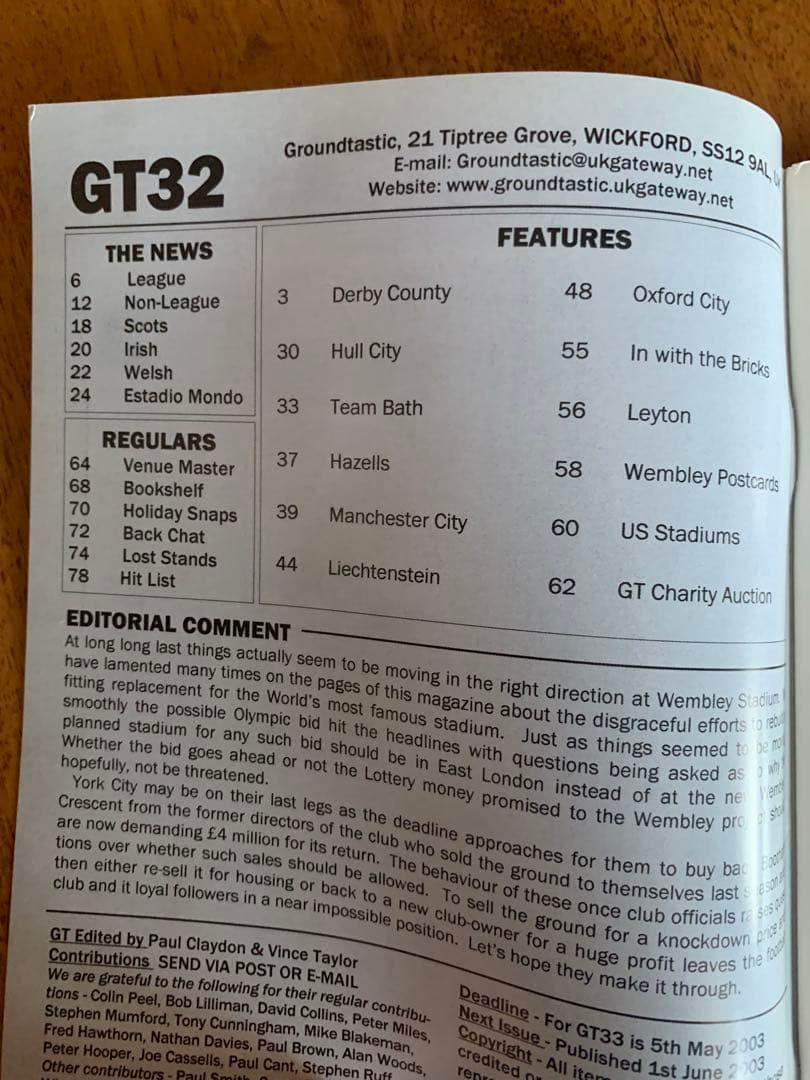 GT32
Groundtastic, 21 Tiptree Grove, WICKFORD, SS12 9AL,
E-mail: Groundtastic@ukgateway.net
Website: www.groundtastic.ukgateway.net
THE NEWS
6 League
12 Non-League
18 Scots
20 Irish
22 Welsh
24 Estadio Mondo
REGULARS
64 Venue Master
68 Bookshelf
70 Holiday Snaps
72 Back Chat
74 Lost Stands
78 Hit List
FEATURES
3 Derby County
30 Hull City
33 Team Bath
37 Hazells
39 Manchester City
44 Liechtenstein
48 Oxford City
55 In with the Bricks
56 Leyton
58 Wembley Postcards
60 US Stadiums
62 GT Charity Auction
EDITORIAL COMMENT
At long long last things actually seem to be moving in the right direction at Wembley Stadium.
have lamented many times on the pages of this magazine about the disgraceful efforts to
fitting replacement for the World's most famous stadium. Just as things seemed to be
smoothly the possible Olympic bid hit the headlines with questions being asked as to why
planned stadium for any such bid should be in East London instead of at the new
Whether the bid goes ahead or not the Lottery money promised to the Wembley
hopefully, not be threatened.
York City may be on their last legs as the deadline approaches for them to buy back
Crescent from the former directors of the club who sold the ground to themselves last season
are now demanding £4 million for its return. The behaviour of these once club officials raises
tions over whether such sales should be allowed. To sell the ground for a knockdown price
then either re-sell it for housing or back to a new club-owner for a huge profit leaves the
club and it loyal followers in a near impossible position. Let's hope they make it through.
GT Edited by Paul Claydon & Vince Taylor
Contributions SEND VIA POST OR E-MAIL
We are grateful to the following for their regular contribu-
tions - Colin Peel, Bob Lilliman, David Collins, Peter Miles,
Stephen Mumford, Tony Cunningham, Mike Blakeman,
Fred Hawthorn, Nathan Davies, Paul Brown, Alan Woods,
Peter Hooper, Joe Cassells, Paul Cant, Stephen Ruff
Other contributors - Paul
Deadline - For GT33 is 5th May 2003
Next Issue - Published 1st June 2003
Copyright - All
credited